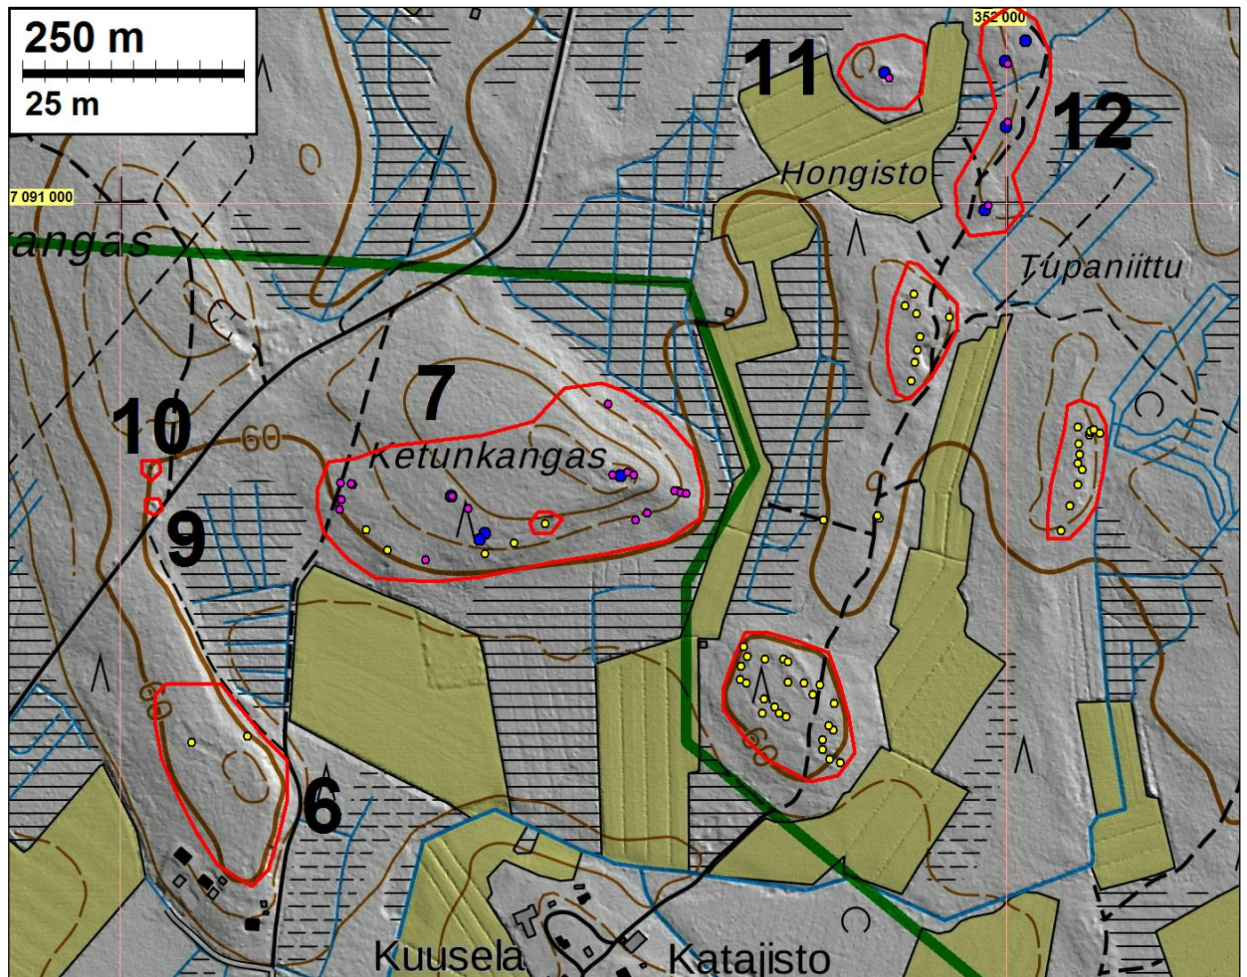 250 m
25 m
352 000
11
12
Hongisto
7 091 000
angas
Tupaniittu
7
10
60
Ketunkangas
9
60
60
6
Kuusela
Katajisto